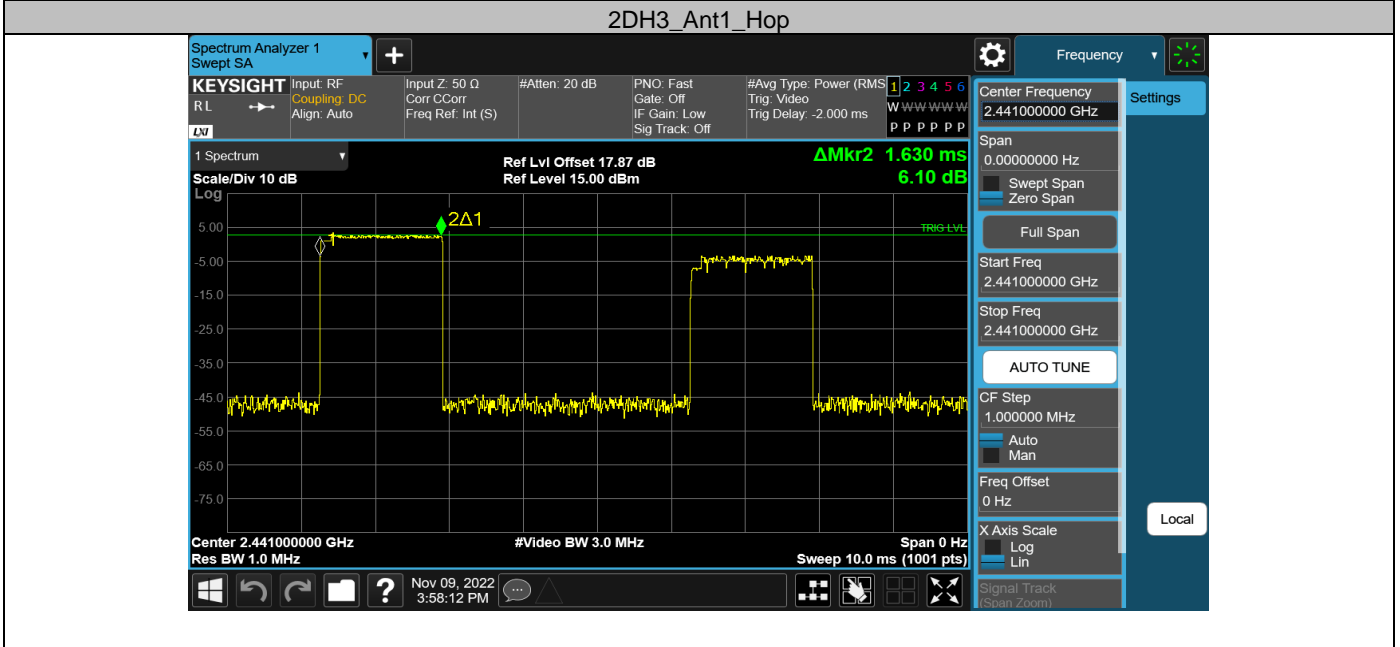 2DH3_Ant1_Hop
Spectrum Analyzer 1
Swept SA
Frequency
KEYSIGHT
R L
LXI
Input: RF
Coupling: DC
Align: Auto
Input Z: 50 Ω
Corr CCorr
Freq Ref: Int (S)
#Atten: 20 dB
PNO: Fast
Gate: Off
IF Gain: Low
Sig Track: Off
#Avg Type: Power (RMS
Trig: Video
Trig Delay: -2.000 ms
1 2 3 4 5 6
W W W W W W
P P P P P P
1 Spectrum
Scale/Div 10 dB
Log
Ref Lvl Offset 17.87 dB
Ref Level 15.00 dBm
ΔMkr2 1.630 ms
6.10 dB
2Δ1
TRIG LVL
5.00
-5.00
-15.0
-25.0
-35.0
-45.0
-55.0
-65.0
-75.0
Center 2.441000000 GHz
Res BW 1.0 MHz
#Video BW 3.0 MHz
Span 0 Hz
Sweep 10.0 ms (1001 pts)
Center Frequency
2.441000000 GHz
Settings
Span
0.00000000 Hz
Swept Span
Zero Span
Full Span
Start Freq
2.441000000 GHz
Stop Freq
2.441000000 GHz
AUTO TUNE
CF Step
1.000000 MHz
Auto
Man
Freq Offset
0 Hz
X Axis Scale
Log
Lin
Local
Signal Track
(Span Zoom)
?
Nov 09, 2022
3:58:12 PM